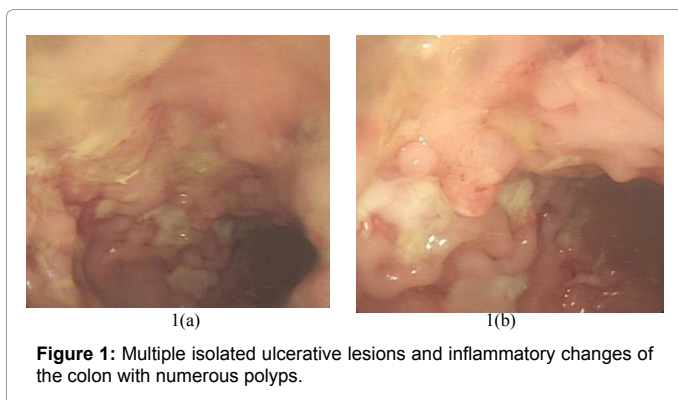 1(a) 1(b)
Figure 1: Multiple isolated ulcerative lesions and inflammatory changes of
the colon with numerous polyps.